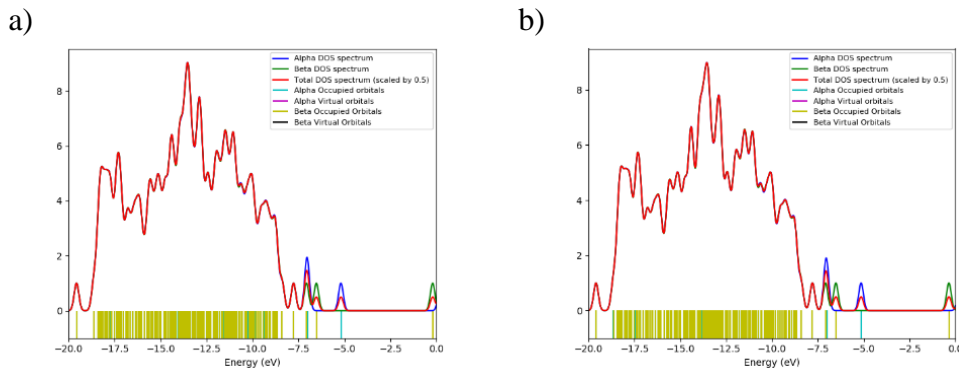 a)
b)
Alpha DOS spectrum
Beta DOS spectrum
Total DOS spectrum (scaled by 0.5)
Alpha Occupied orbitals
Alpha Virtual orbitals
Beta Occupied Orbitals
Beta Virtual Orbitals
8
6
4
2
0
−20.0 −17.5 −15.0 −12.5 −10.0 −7.5 −5.0 −2.5 0.0
Energy (eV)
Alpha DOS spectrum
Beta DOS spectrum
Total DOS spectrum (scaled by 0.5)
Alpha Occupied orbitals
Alpha Virtual orbitals
Beta Occupied Orbitals
Beta Virtual Orbitals
8
6
4
2
0
−20.0 −17.5 −15.0 −12.5 −10.0 −7.5 −5.0 −2.5 0.0
Energy (eV)